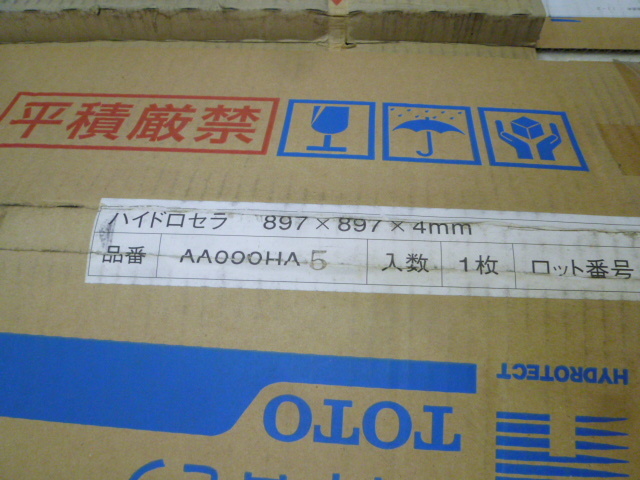 平積厳禁
ハイドロセラ 897×897×4mm
品番 AA000HA5 入数 1枚 ロット番号
HYDROTECT
TOTO